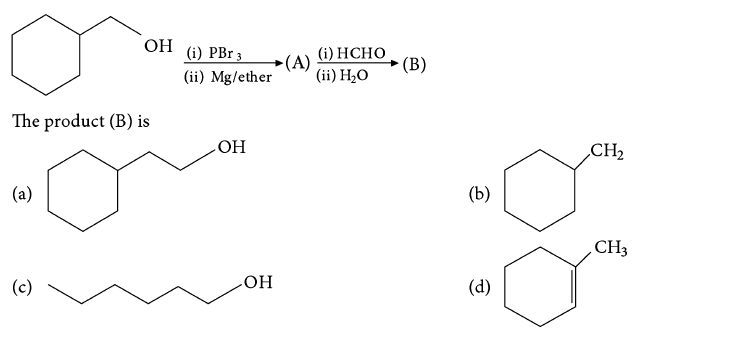 OH
(i) PBr₃
(ii) Mg/ether
(A)
(i) HCHO
(ii) H₂O
(B)
The product (B) is
(a)
OH
(b)
CH₂
(c)
OH
(d)
CH₃